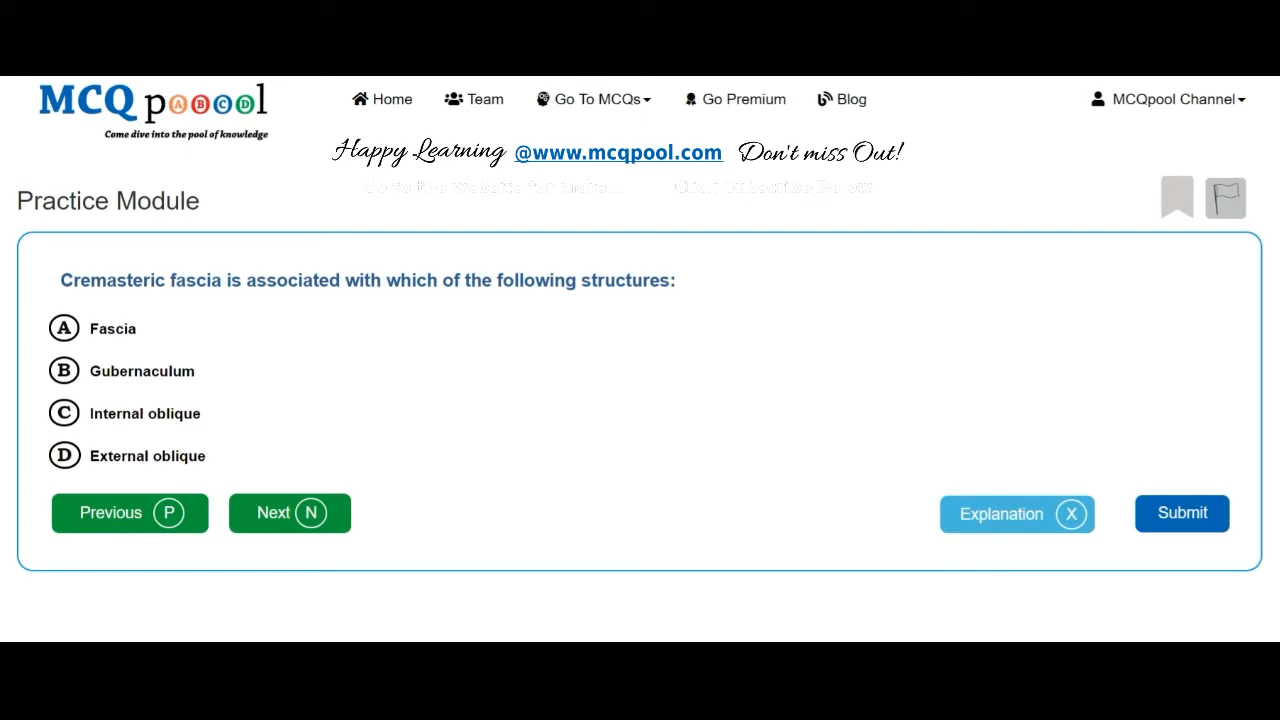 MCQ pABCDl
Come dive into the pool of knowledge
Home Team Go To MCQs Go Premium Blog MCQpool Channel
Happy Learning @www.mcqpool.com Don't miss Out!
Practice Module
Cremasteric fascia is associated with which of the following structures:
A Fascia
B Gubernaculum
C Internal oblique
D External oblique
Previous P Next N Explanation X Submit